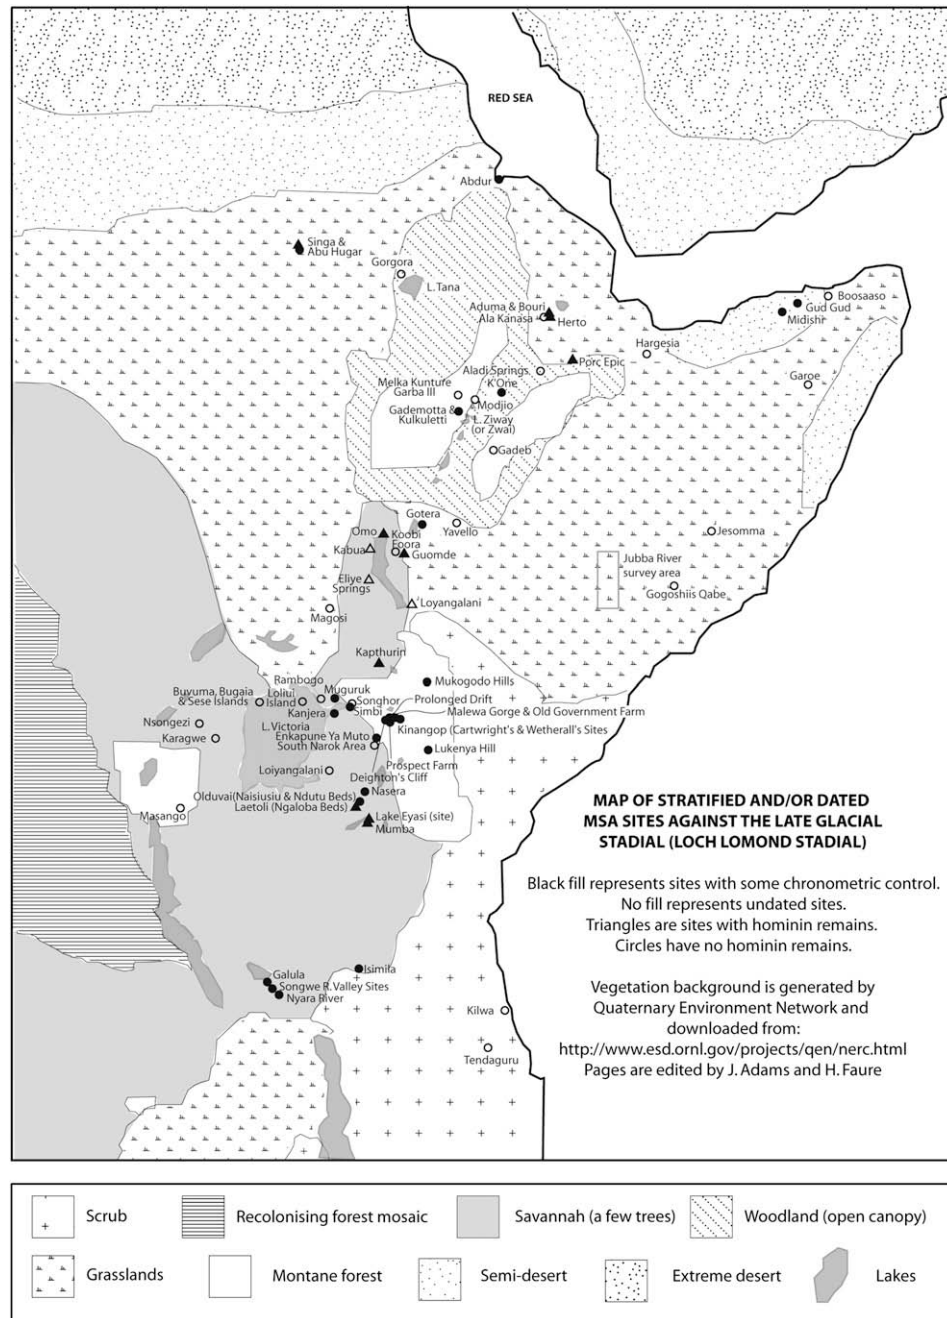 RED SEA
Abdur
Singa &
Abu Hugar
Gorgora
L. Tana
Aduma & Bouri
Ala Kanasa
Herto
Boosaaso
Gud Gud
Midishi
Hargesia
Porc Epic
Aladi Springs
K'One
Garoe
Melka Kunture
Garba III
Modjio
Gademotta &
Kulkuletti
L. Ziway
(or Zwai)
Gadeb
Gotera
Yavello
Omo
Koobi
Foora
Kabua
Guomde
Jesomma
Jubba River
survey area
Eliye
Springs
Gogoshiis Qabe
Loyangalani
Magosi
Kapthurin
Rambogo
Muguruk
Mukogodo Hills
Buvuma, Bugaia
& Sese Islands
Loliui
Island
Songhor
Prolonged Drift
Simbi
Malewa Gorge & Old Government Farm
Kanjera
Nsongezi
L. Victoria
Kinangop (Cartwright's & Wetherall's Sites
Karagwe
Enkapune Ya Muto
South Narok Area
Lukenya Hill
Prospect Farm
Loiyangalani
Deighton's Cliff
Nasera
Olduvai(Naisiusiu & Ndutu Beds)
Laetoli (Ngaloba Beds)
Masango
Lake Eyasi (site)
Mumba
MAP OF STRATIFIED AND/OR DATED
MSA SITES AGAINST THE LATE GLACIAL
STADIAL (LOCH LOMOND STADIAL)
Black fill represents sites with some chronometric control.
No fill represents undated sites.
Triangles are sites with hominin remains.
Circles have no hominin remains.
Vegetation background is generated by
Quaternary Environment Network and
downloaded from:
http://www.esd.ornl.gov/projects/qen/nerc.html
Pages are edited by J. Adams and H. Faure
Isimila
Galula
Songwe R. Valley Sites
Nyara River
Kilwa
Tendaguru
Scrub
Recolonising forest mosaic
Savannah (a few trees)
Woodland (open canopy)
Grasslands
Montane forest
Semi-desert
Extreme desert
Lakes